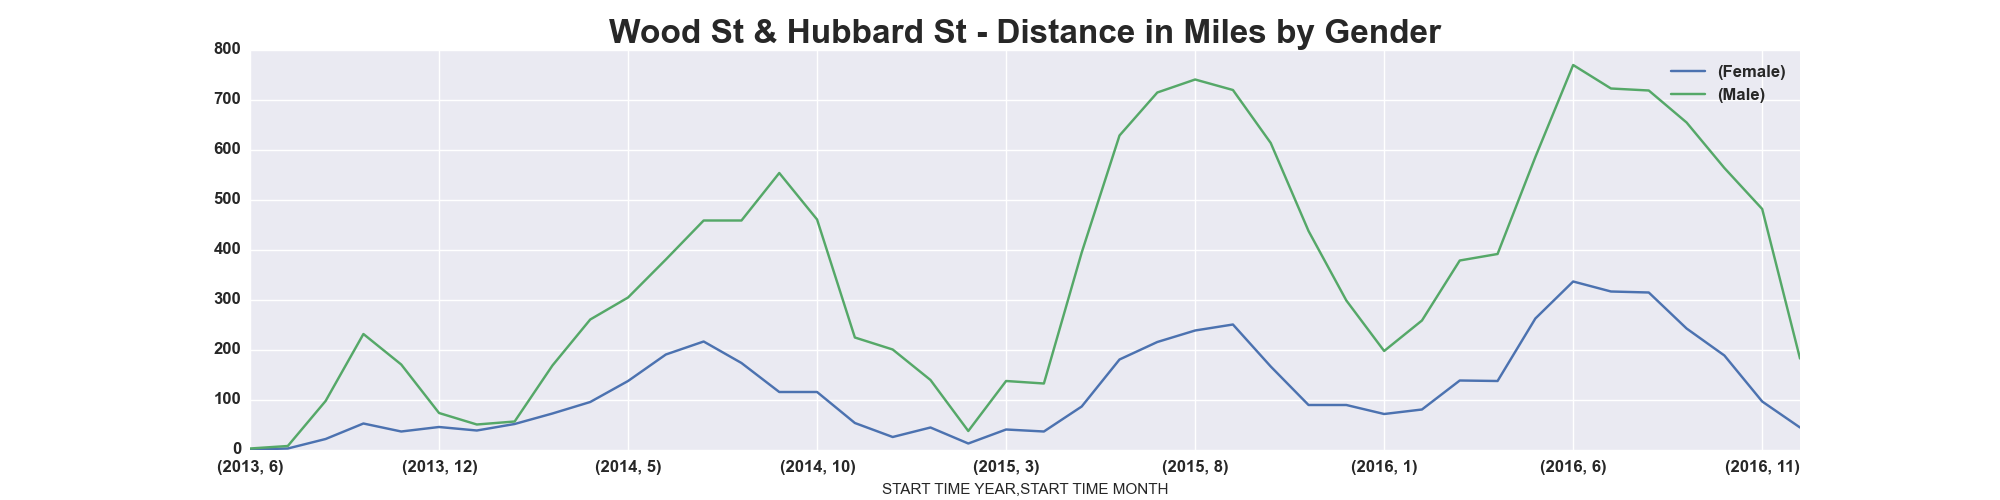 Wood St & Hubbard St - Distance in Miles by Gender
800
700
600
500
400
300
200
100
0
(Female)
(Male)
(2013, 6) (2013, 12) (2014, 5) (2014, 10) (2015, 3) (2015, 8) (2016, 1) (2016, 6) (2016, 11)
START TIME YEAR,START TIME MONTH